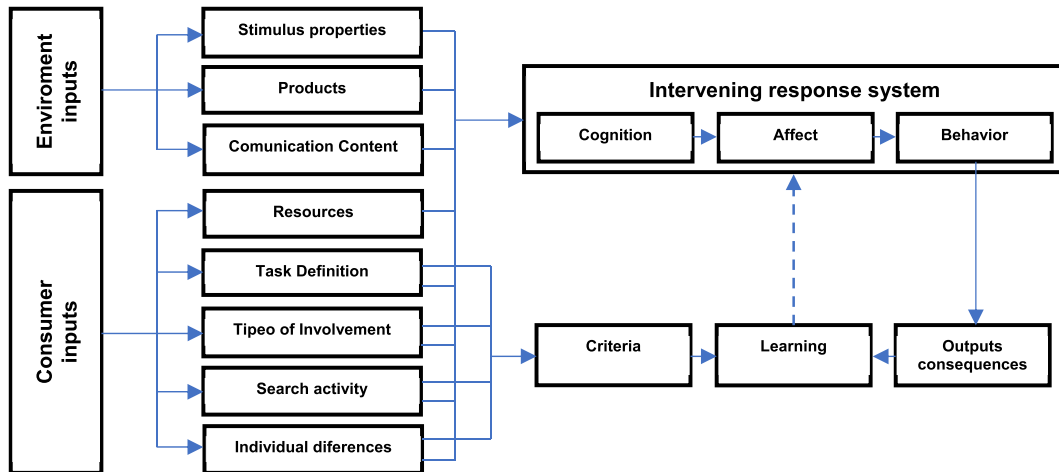 Enviroment
inputs
Stimulus properties
Products
Comunication Content
Consumer
inputs
Resources
Task Definition
Tipeo of Involvement
Search activity
Individual diferences
Intervening response system
Cognition
Affect
Behavior
Criteria
Learning
Outputs
consequences